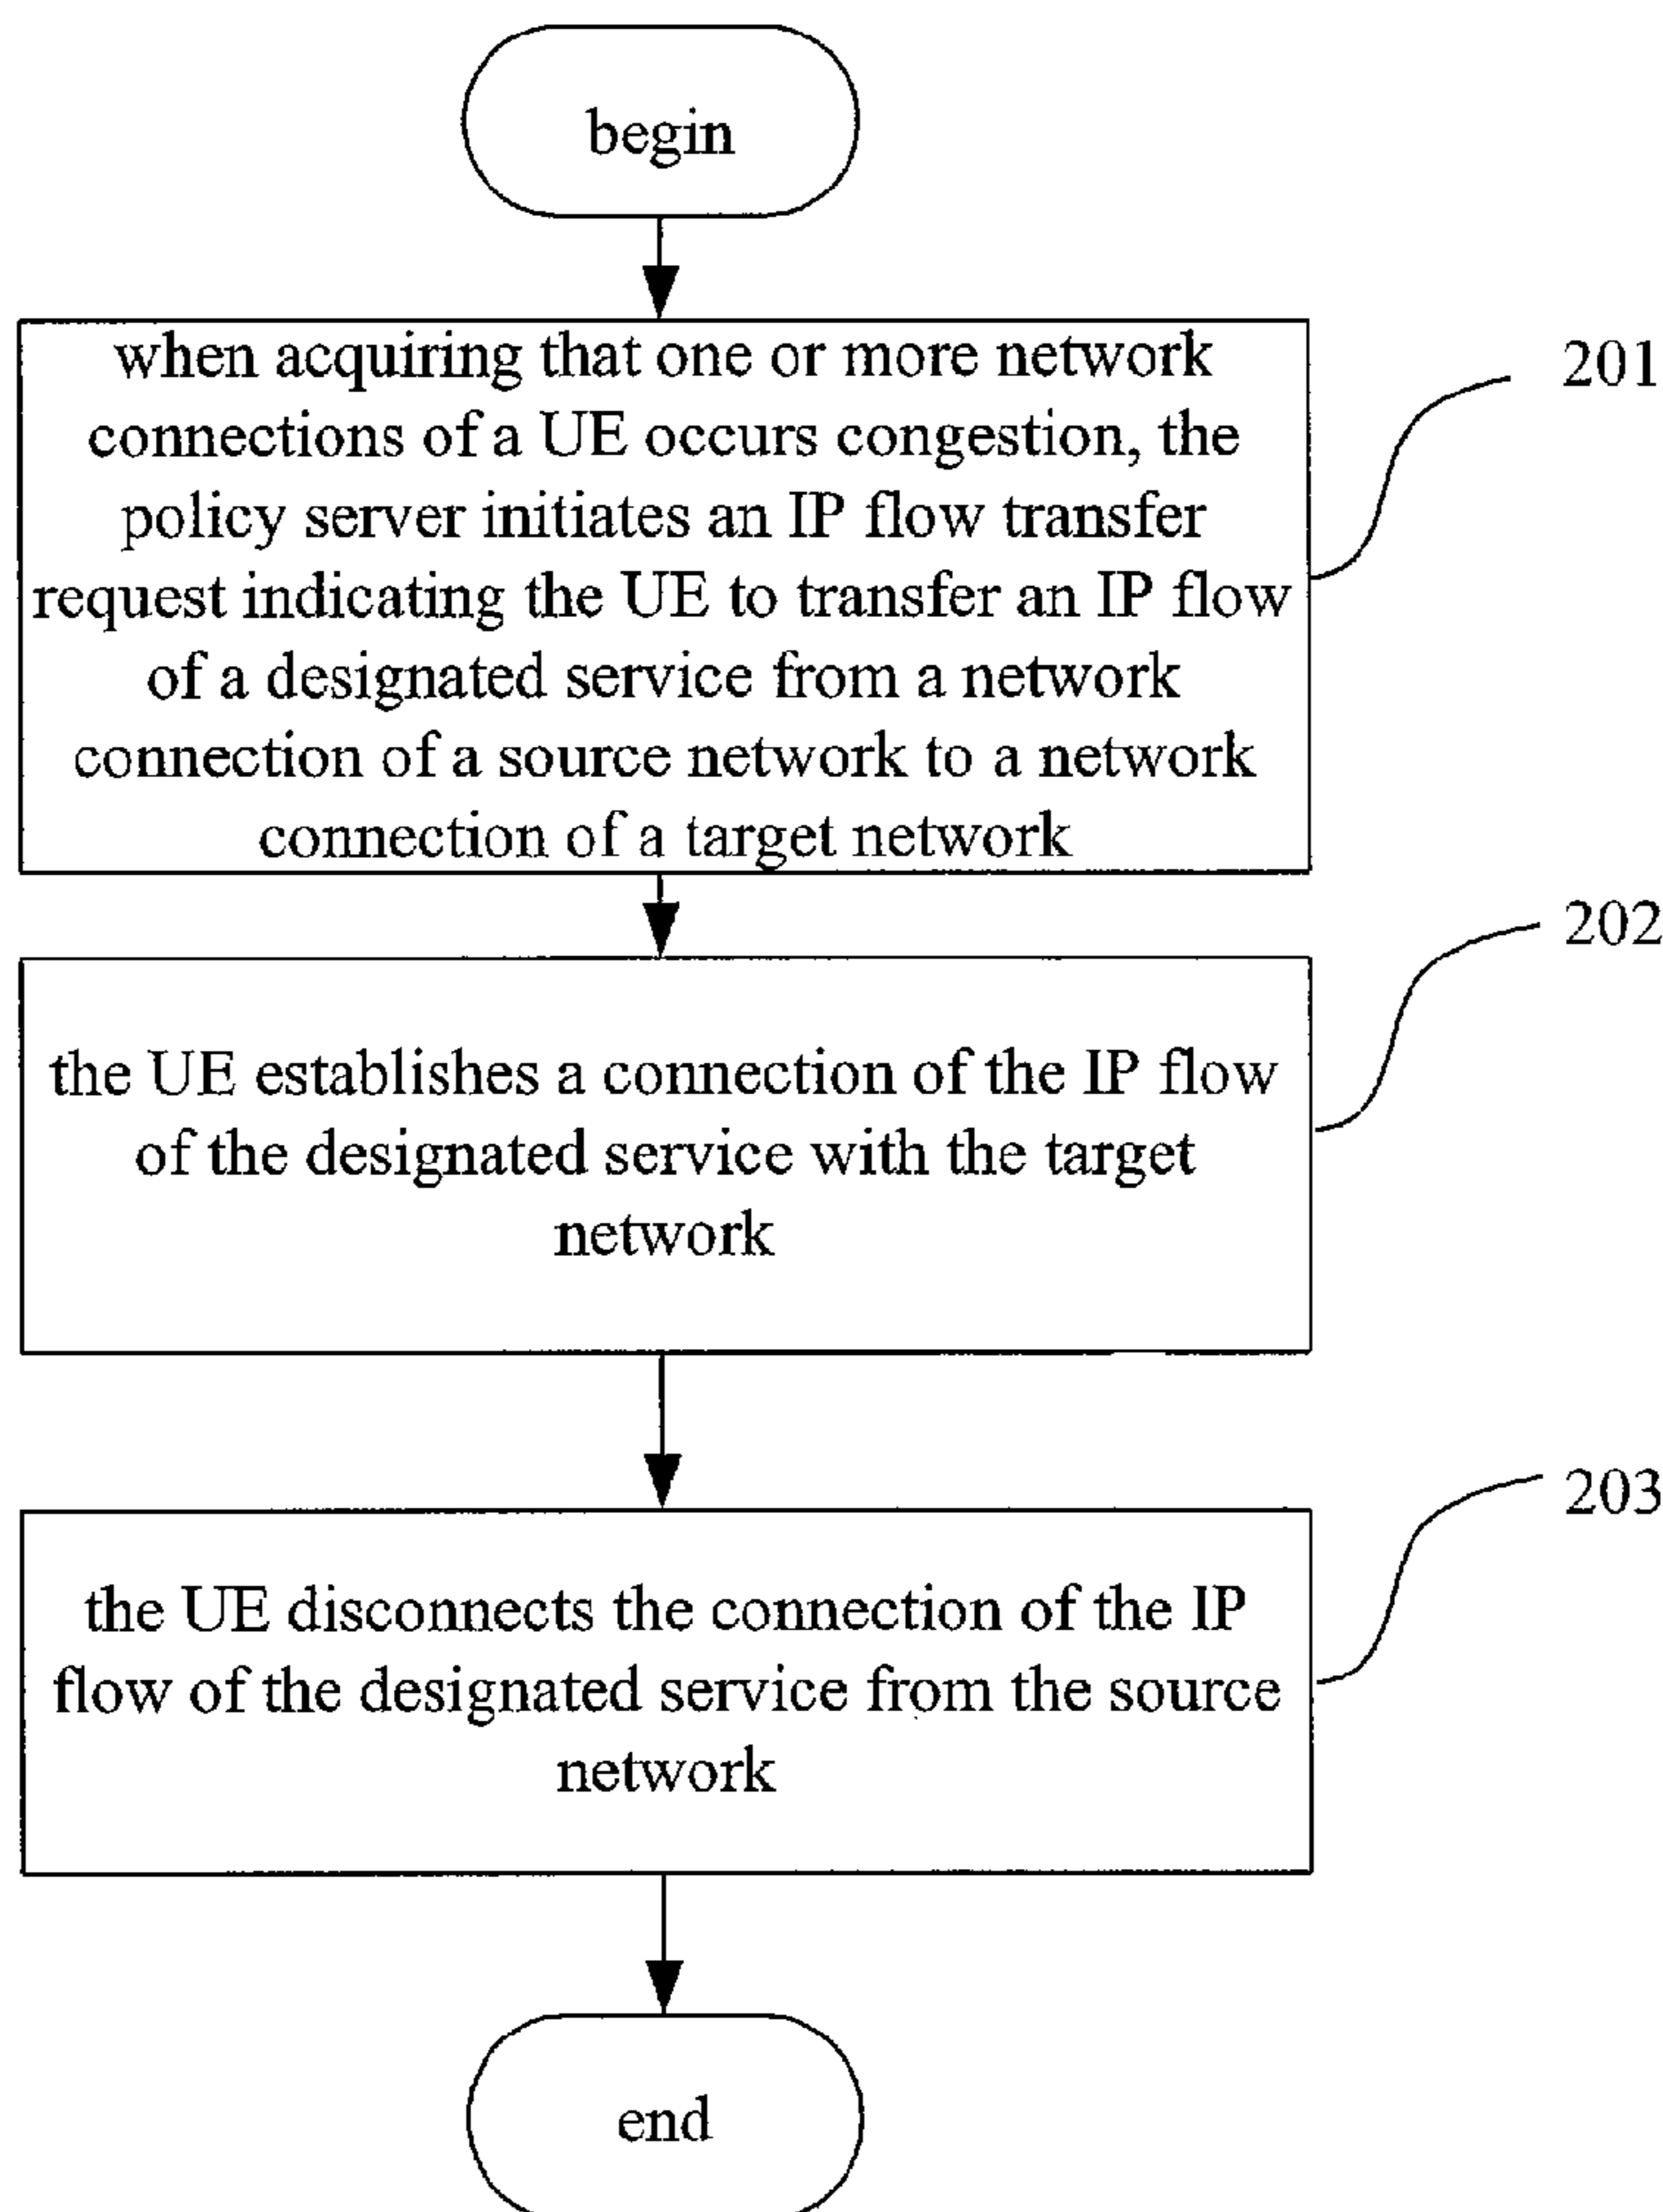 begin
when acquiring that one or more network
connections of a UE occurs congestion, the
policy server initiates an IP flow transfer
request indicating the UE to transfer an IP flow
of a designated service from a network
connection of a source network to a network
connection of a target network
201
the UE establishes a connection of the IP flow
of the designated service with the target
network
202
the UE disconnects the connection of the IP
flow of the designated service from the source
network
203
end